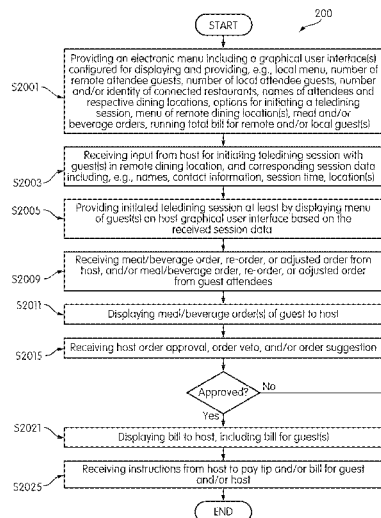 START
200
S2001
Providing an electronic menu including a graphical user interface(s)
configured for displaying and providing, e.g., local menu, number of
remote attendee guests, number of local attendee guests, number
and/or identity of connected restaurants, names of attendees and
respective dining locations, options for initiating a teledining
session, menu of remote dining location(s), meal and/or
beverage orders, running total bill for remote and/or local guest(s)
S2003
Receiving input from host for initiating teledining session with
guest(s) in remote dining location, and corresponding session data
including, e.g., names, contact information, session time, location(s)
S2005
Providing initiated teledining session at least by displaying menu
of guest(s) on host graphical user interface based on the
received session data
S2009
Receiving meal/beverage order, re-order, or adjusted order from
host, and/or meal/beverage order, re-order, or adjusted order
from guest attendees
S2011
Displaying meal/beverage order(s) of guest to host
S2015
Receiving host order approval, order veto, and/or order suggestion
Approved?
No
Yes
S2021
Displaying bill to host, including bill for guest(s)
S2025
Receiving instructions from host to pay tip and/or bill for guest
and/or host
END